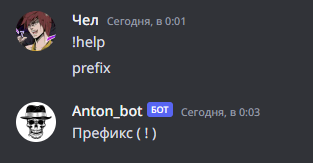 Чел Сегодня, в 0:01
!help
prefix
Anton_bot БОТ Сегодня, в 0:03
Префикс ( ! )